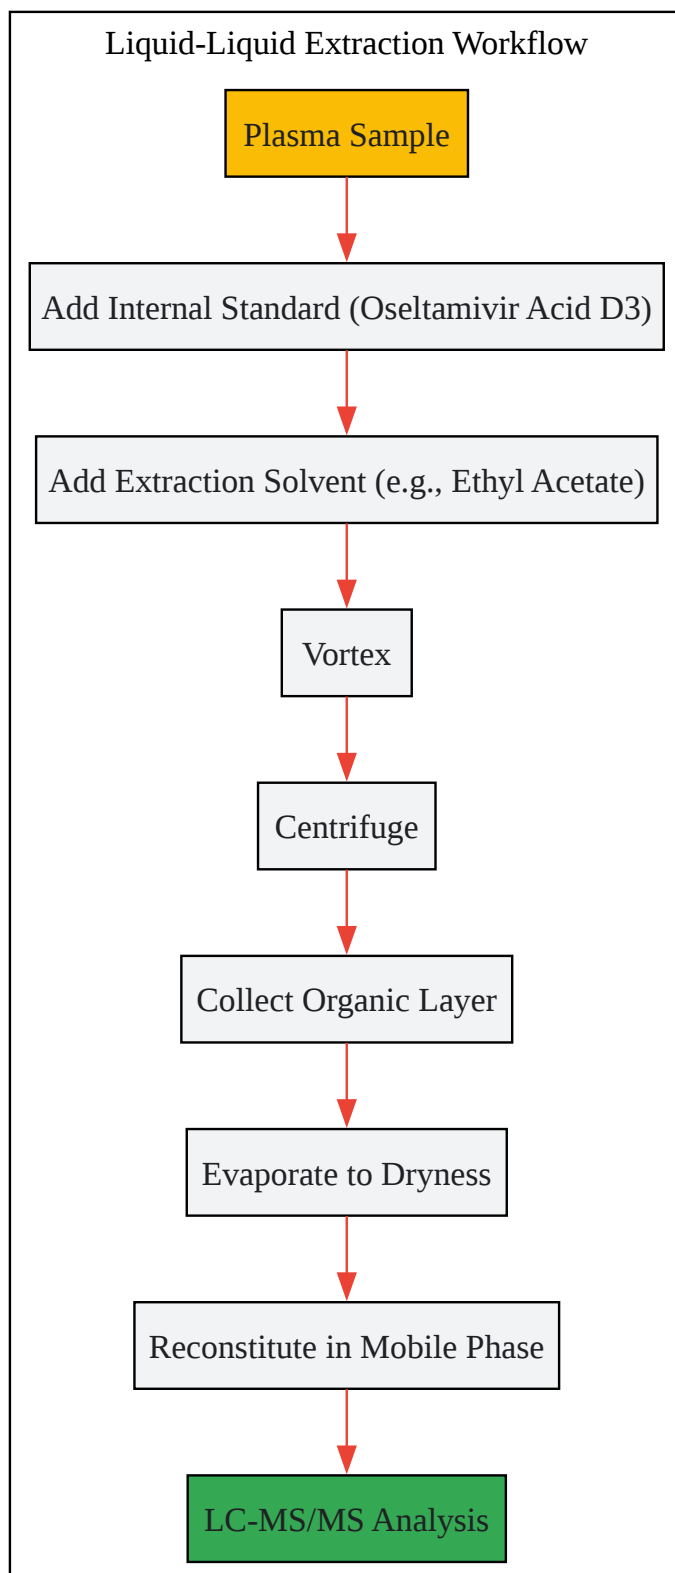 Liquid-Liquid Extraction Workflow
Plasma Sample
Add Internal Standard (Oseltamivir Acid D3)
Add Extraction Solvent (e.g., Ethyl Acetate)
Vortex
Centrifuge
Collect Organic Layer
Evaporate to Dryness
Reconstitute in Mobile Phase
LC-MS/MS Analysis